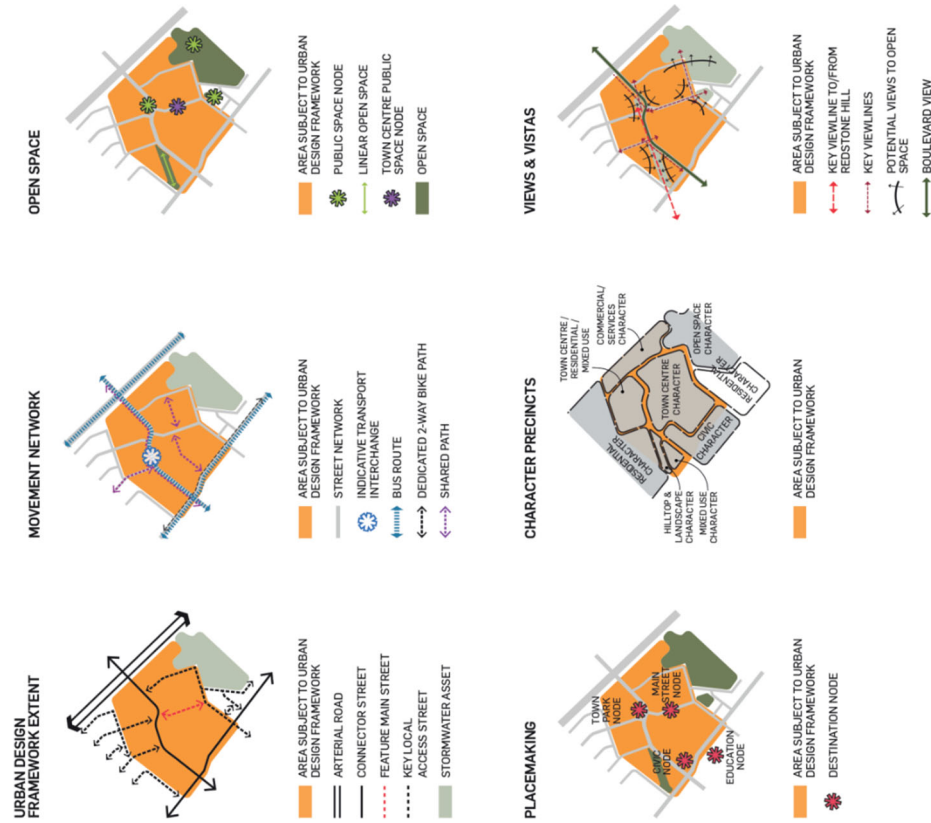 URBAN DESIGN
FRAMEWORK EXTENT
AREA SUBJECT TO URBAN
DESIGN FRAMEWORK
ARTERIAL ROAD
CONNECTOR STREET
FEATURE MAIN STREET
KEY LOCAL
ACCESS STREET
STORMWATER ASSET
MOVEMENT NETWORK
AREA SUBJECT TO URBAN
DESIGN FRAMEWORK
STREET NETWORK
INDICATIVE TRANSPORT
INTERCHANGE
BUS ROUTE
DEDICATED 2-WAY BIKE PATH
SHARED PATH
OPEN SPACE
AREA SUBJECT TO URBAN
DESIGN FRAMEWORK
PUBLIC SPACE NODE
LINEAR OPEN SPACE
TOWN CENTRE PUBLIC
SPACE NODE
OPEN SPACE
PLACEMAKING
TOWN
PARK
NODE
MAIN
STREET
NODE
CIVIC
NODE
EDUCATION
NODE
AREA SUBJECT TO URBAN
DESIGN FRAMEWORK
DESTINATION NODE
CHARACTER PRECINCTS
TOWN CENTRE/
RESIDENTIAL /
MIXED USE
COMMERCIAL/
SERVICES
CHARACTER
RESIDENTIAL
CHARACTER
TOWN CENTRE
CHARACTER
OPEN SPACE
CHARACTER
HILLTOP &
LANDSCAPE
CHARACTER
MIXED USE
CHARACTER
CIVIC
CHARACTER
RESIDENTIAL
CHARACTER
AREA SUBJECT TO URBAN
DESIGN FRAMEWORK
VIEWS & VISTAS
AREA SUBJECT TO URBAN
DESIGN FRAMEWORK
KEY VIEWLINE TO/FROM
REDSTONE HILL
KEY VIEWLINES
POTENTIAL VIEWS TO OPEN
SPACE
BOULEVARD VIEW